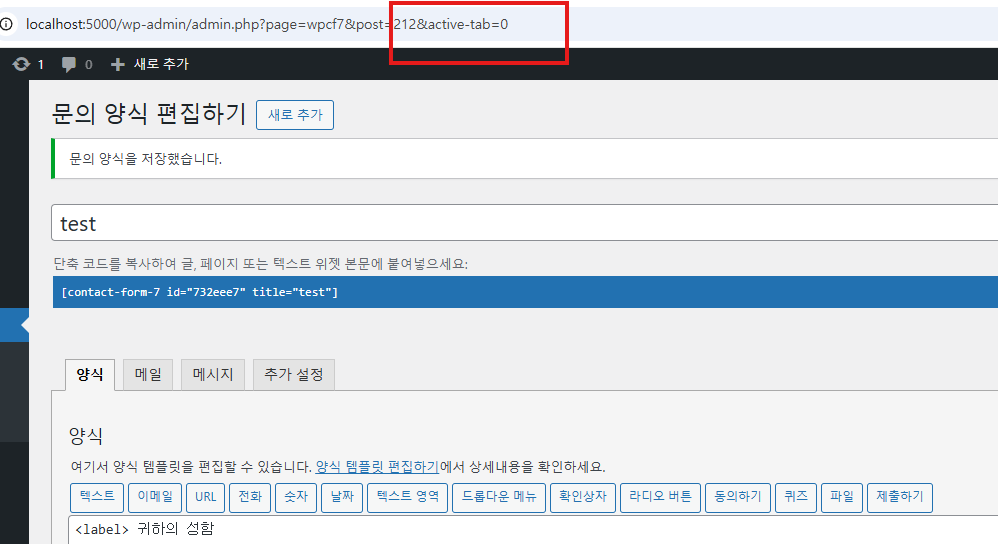 localhost:5000/wp-admin/admin.php?page=wpcf7&post=212&active-tab=0
1 0 새로 추가
문의 양식 편집하기 새로 추가
문의 양식을 저장했습니다.
test
단축 코드를 복사하여 글, 페이지 또는 텍스트 위젯 본문에 붙여넣으세요:
[contact-form-7 id="732eee7" title="test"]
양식 메일 메시지 추가 설정
양식
여기서 양식 템플릿을 편집할 수 있습니다. 양식 템플릿 편집하기에서 상세내용을 확인하세요.
텍스트 이메일 URL 전화 숫자 날짜 텍스트 영역 드롭다운 메뉴 확인상자 라디오 버튼 동의하기 퀴즈 파일 제출하기
<label> 귀하의 성함